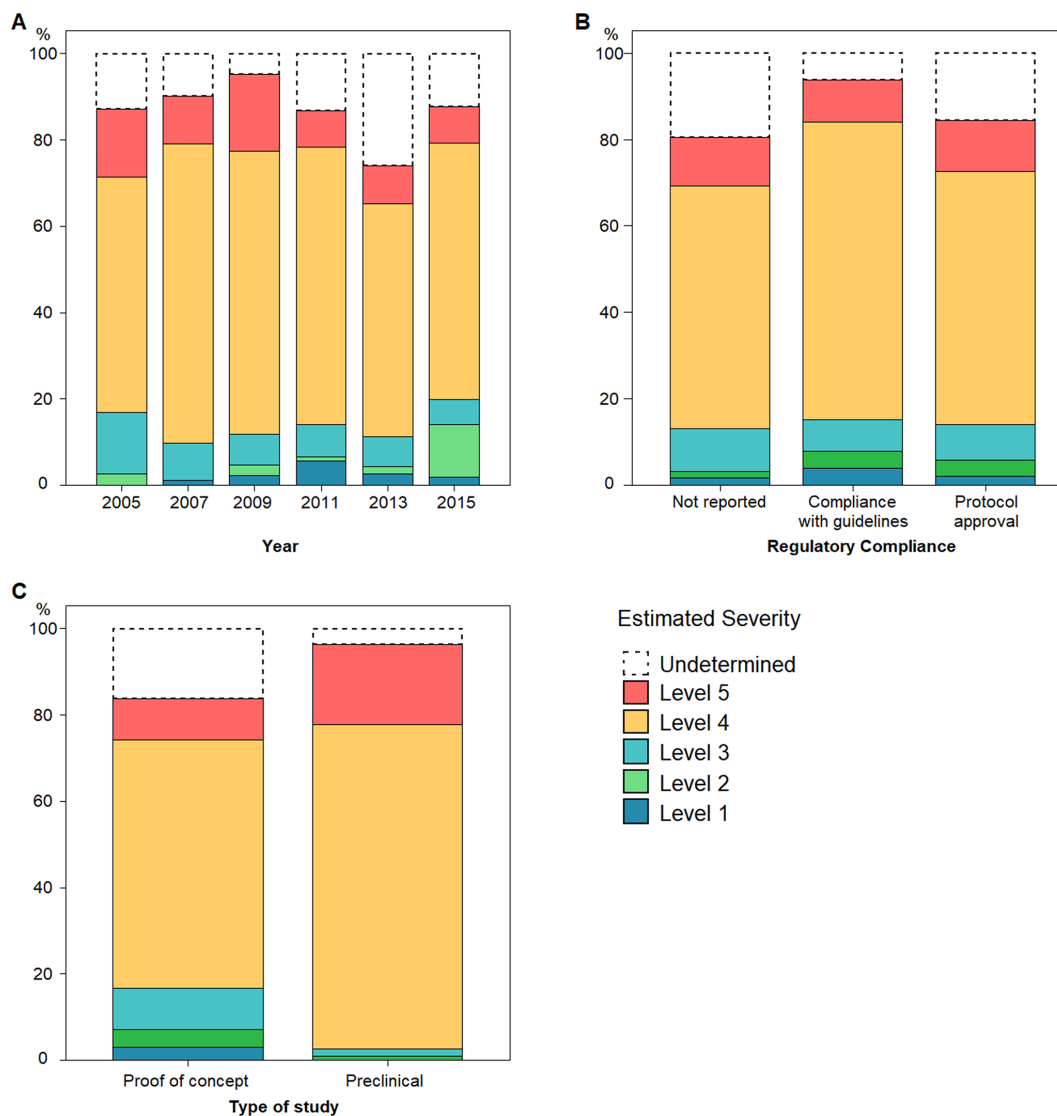 A
%
100
80
60
40
20
0
2005 2007 2009 2011 2013 2015
Year
B
%
100
80
60
40
20
0
Not reported Compliance with guidelines Protocol approval
Regulatory Compliance
C
%
100
80
60
40
20
0
Proof of concept Preclinical
Type of study
Estimated Severity
Undetermined
Level 5
Level 4
Level 3
Level 2
Level 1